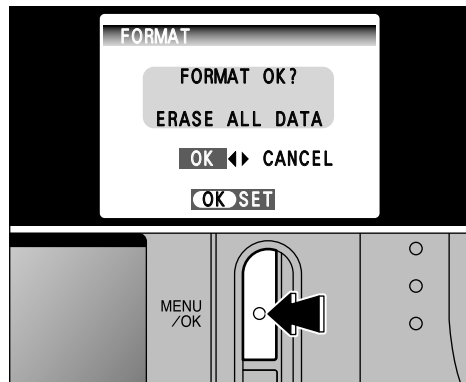 FORMAT
FORMAT OK?
ERASE ALL DATA
OK ◀▶ CANCEL
OK SET
MENU
/OK